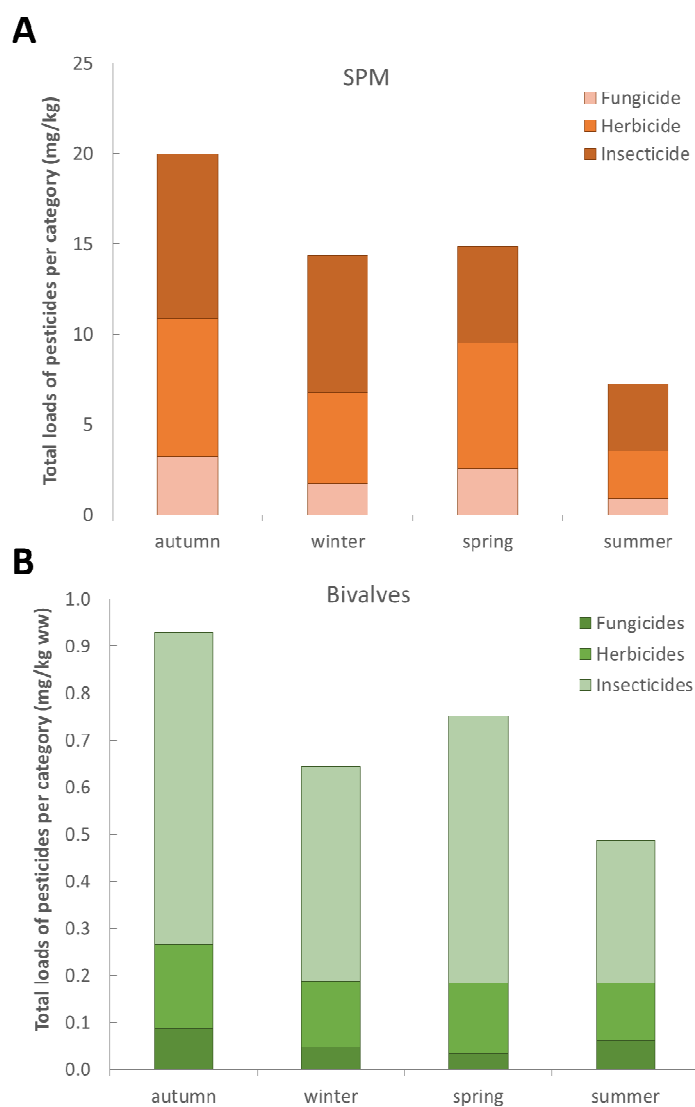 A
SPM
Total loads of pesticides per category (mg/kg)
25
20
15
10
5
0
Fungicide
Herbicide
Insecticide
autumn winter spring summer
B
Bivalves
Total loads of pesticides per category (mg/kg ww)
1.0
0.9
0.8
0.7
0.6
0.5
0.4
0.3
0.2
0.1
0.0
Fungicides
Herbicides
Insecticides
autumn winter spring summer